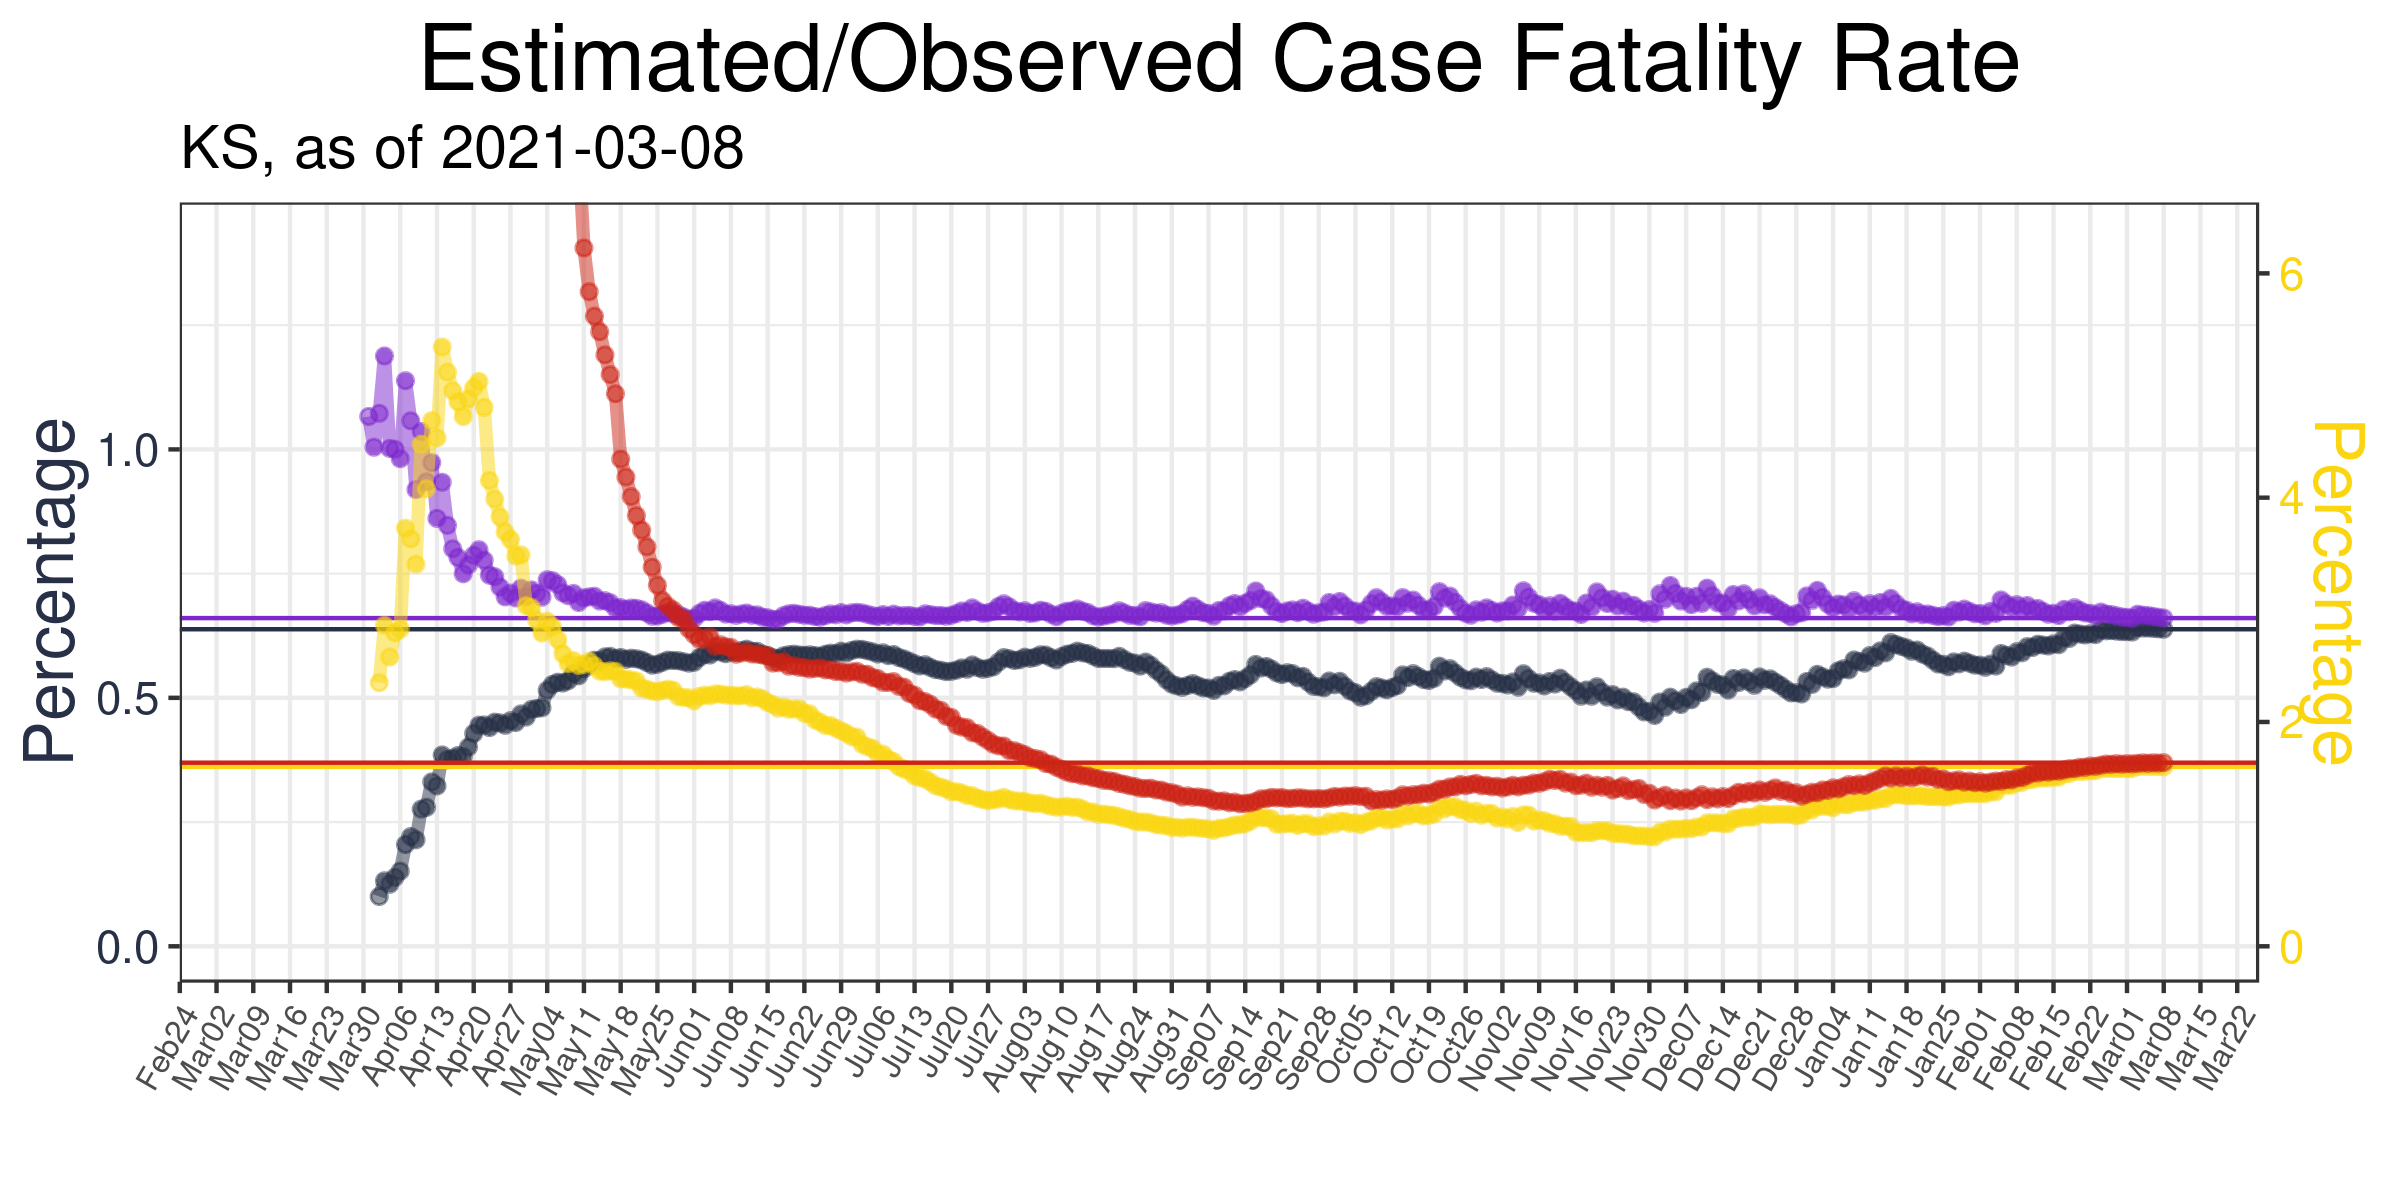 Estimated/Observed Case Fatality Rate
KS, as of 2021-03-08
Percentage
1.0
0.5
0.0
6
4
2
0
Percentage
Feb24
Mar02
Mar09
Mar16
Mar23
Mar30
Apr06
Apr13
Apr20
Apr27
May04
May11
May18
May25
Jun01
Jun08
Jun15
Jun22
Jun29
Jul06
Jul13
Jul20
Jul27
Aug03
Aug10
Aug17
Aug24
Aug31
Sep07
Sep14
Sep21
Sep28
Oct05
Oct12
Oct19
Oct26
Nov02
Nov09
Nov16
Nov23
Nov30
Dec07
Dec14
Dec21
Dec28
Jan04
Jan11
Jan18
Jan25
Feb01
Feb08
Feb15
Feb22
Mar01
Mar08
Mar15
Mar22